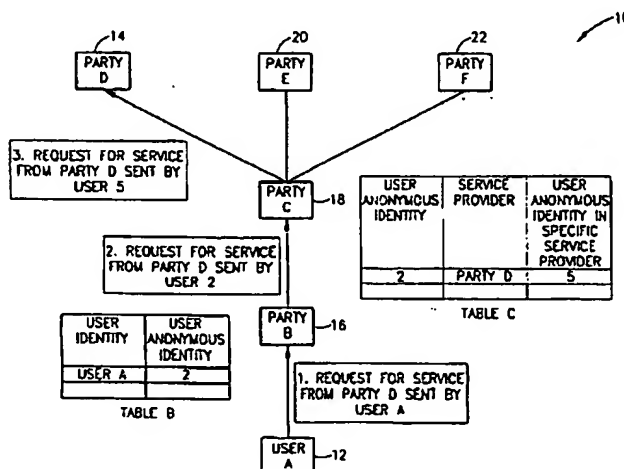 14
20
22
10
PARTY
D
PARTY
E
PARTY
F
3. REQUEST FOR SERVICE
FROM PARTY D SENT BY
USER 5
PARTY
C
18
USER
ANONYMOUS
IDENTITY
SERVICE
PROVIDER
USER
ANONYMOUS
IDENTITY IN
SPECIFIC
SERVICE
PROVIDER
2
PARTY D
5
TABLE C
2. REQUEST FOR SERVICE
FROM PARTY D SENT BY
USER 2
PARTY
B
16
USER
IDENTITY
USER
ANONYMOUS
IDENTITY
USER A
2
TABLE B
1. REQUEST FOR SERVICE
FROM PARTY D SENT BY
USER A
USER
A
12